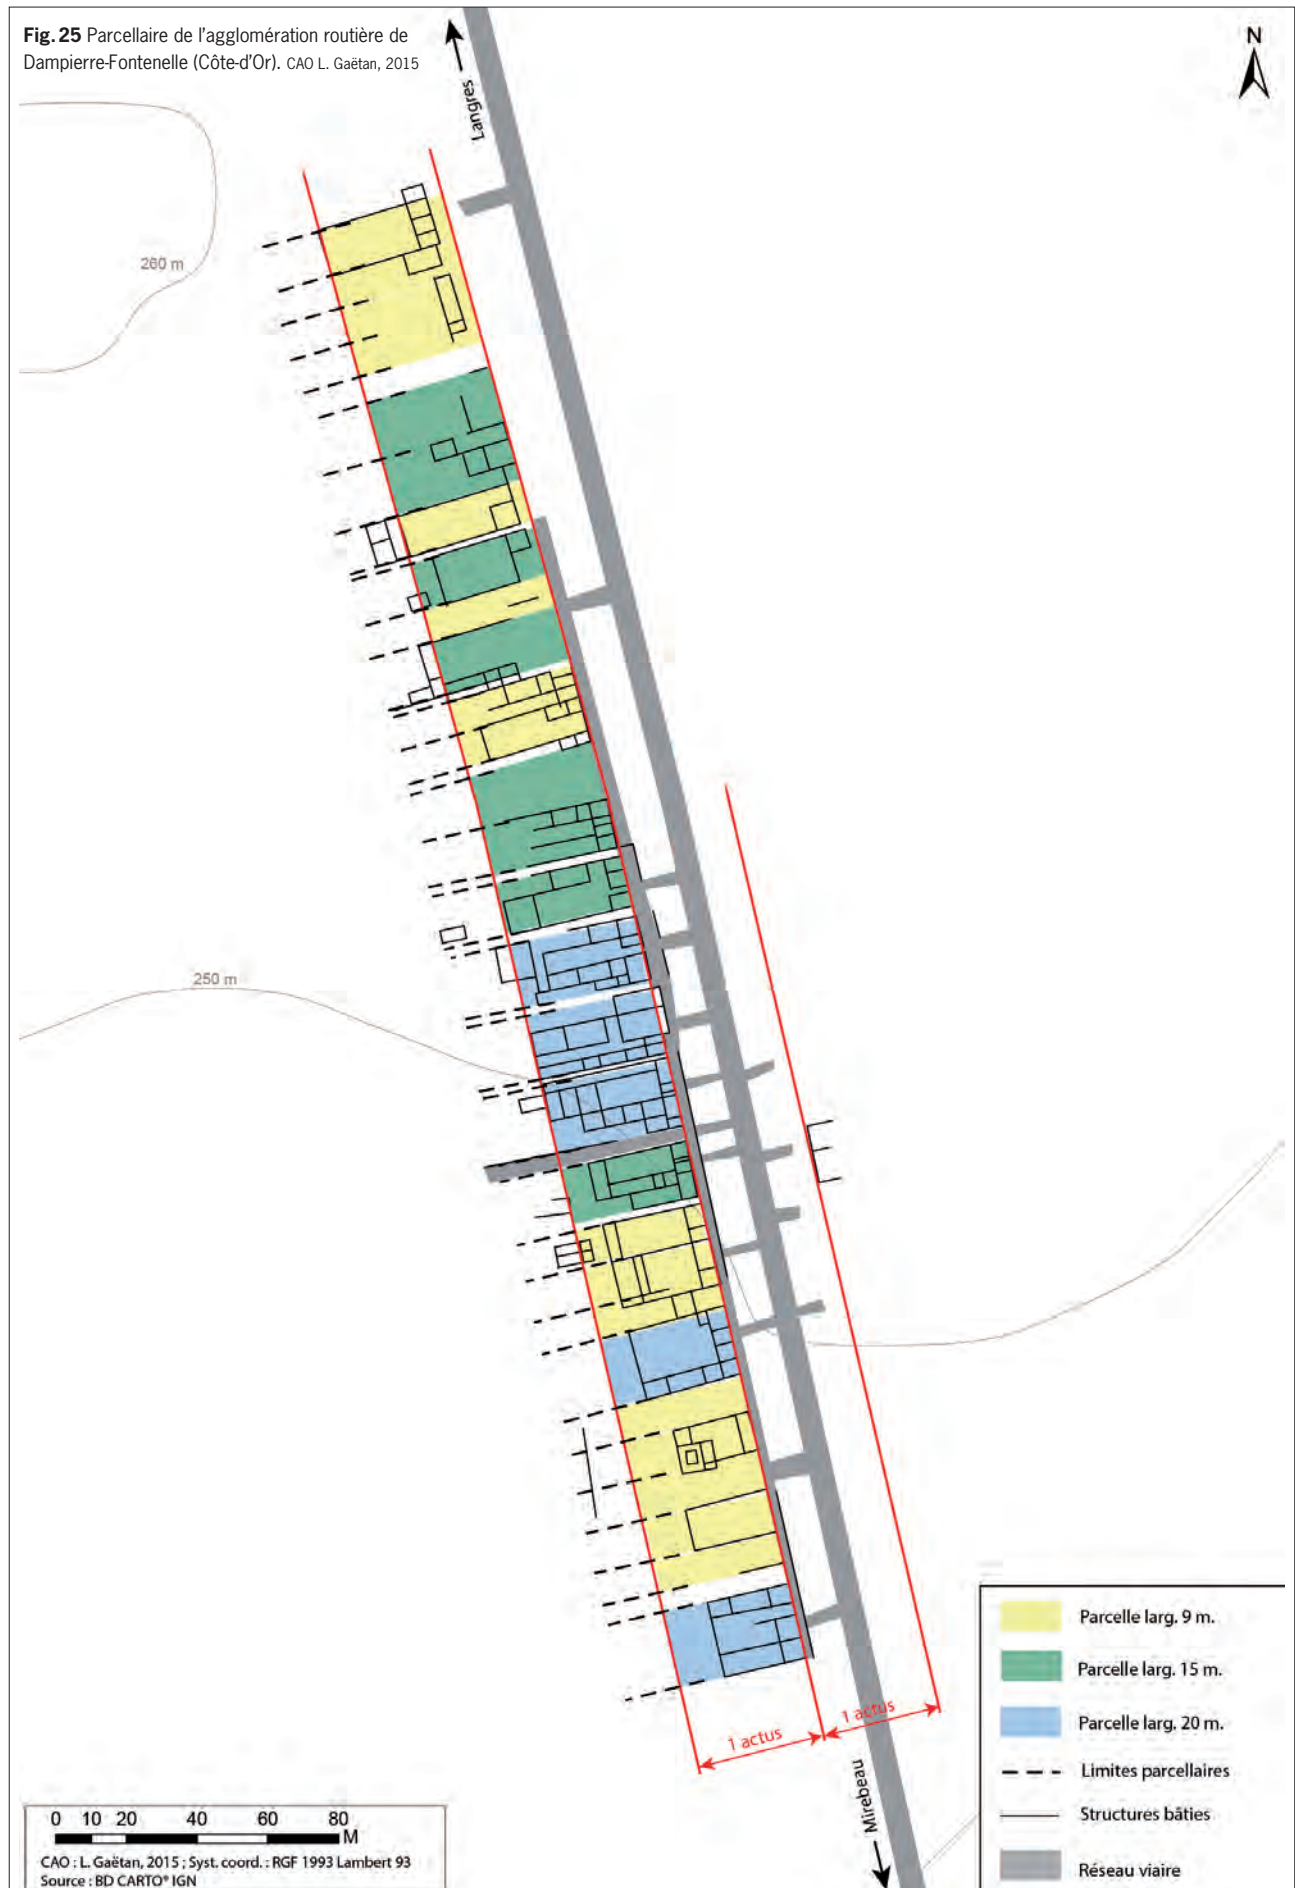 Fig. 25 Parcellaire de l'agglomération routière de
Dampierre-Fontenelle (Côte-d'Or). CAO L. Gaëtan, 2015
N
Langres
260 m
250 m
1 actus
1 actus
Mirebeau
Parcelle larg. 9 m.
Parcelle larg. 15 m.
Parcelle larg. 20 m.
Limites parcellaires
Structures bâties
Réseau viaire
0 10 20 40 60 80
M
CAO : L. Gaëtan, 2015 ; Syst. coord. : RGF 1993 Lambert 93
Source : BD CARTO® IGN